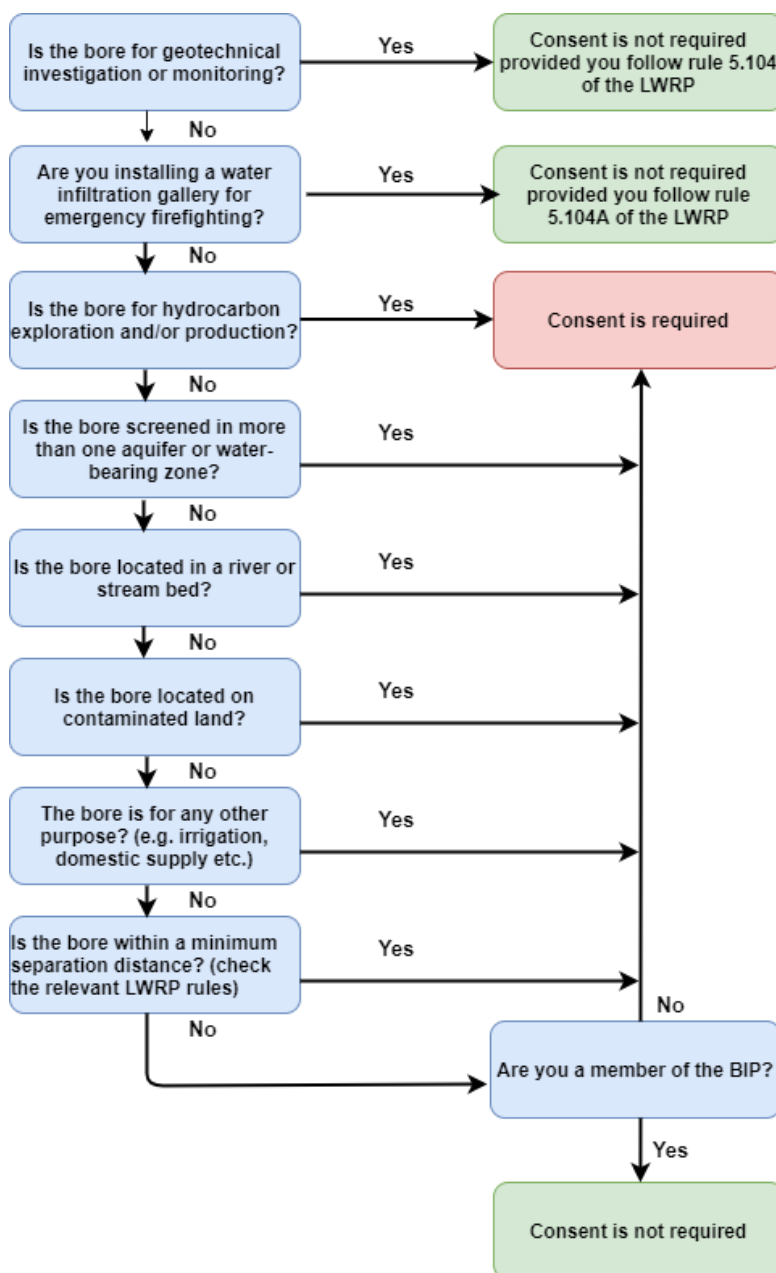 Is the bore for geotechnical
investigation or monitoring?
Yes
Consent is not required
provided you follow rule 5.104
of the LWRP
No
Are you installing a water
infiltration gallery for
emergency firefighting?
Yes
Consent is not required
provided you follow rule
5.104A of the LWRP
No
Is the bore for hydrocarbon
exploration and/or production?
Yes
Consent is required
No
Is the bore screened in more
than one aquifer or water-
bearing zone?
Yes
No
Is the bore located in a river or
stream bed?
Yes
No
Is the bore located on
contaminated land?
Yes
No
The bore is for any other
purpose? (e.g. irrigation,
domestic supply etc.)
Yes
No
Is the bore within a minimum
separation distance? (check
the relevant LWRP rules)
Yes
No
No
Are you a member of the BIP?
Yes
Consent is not required